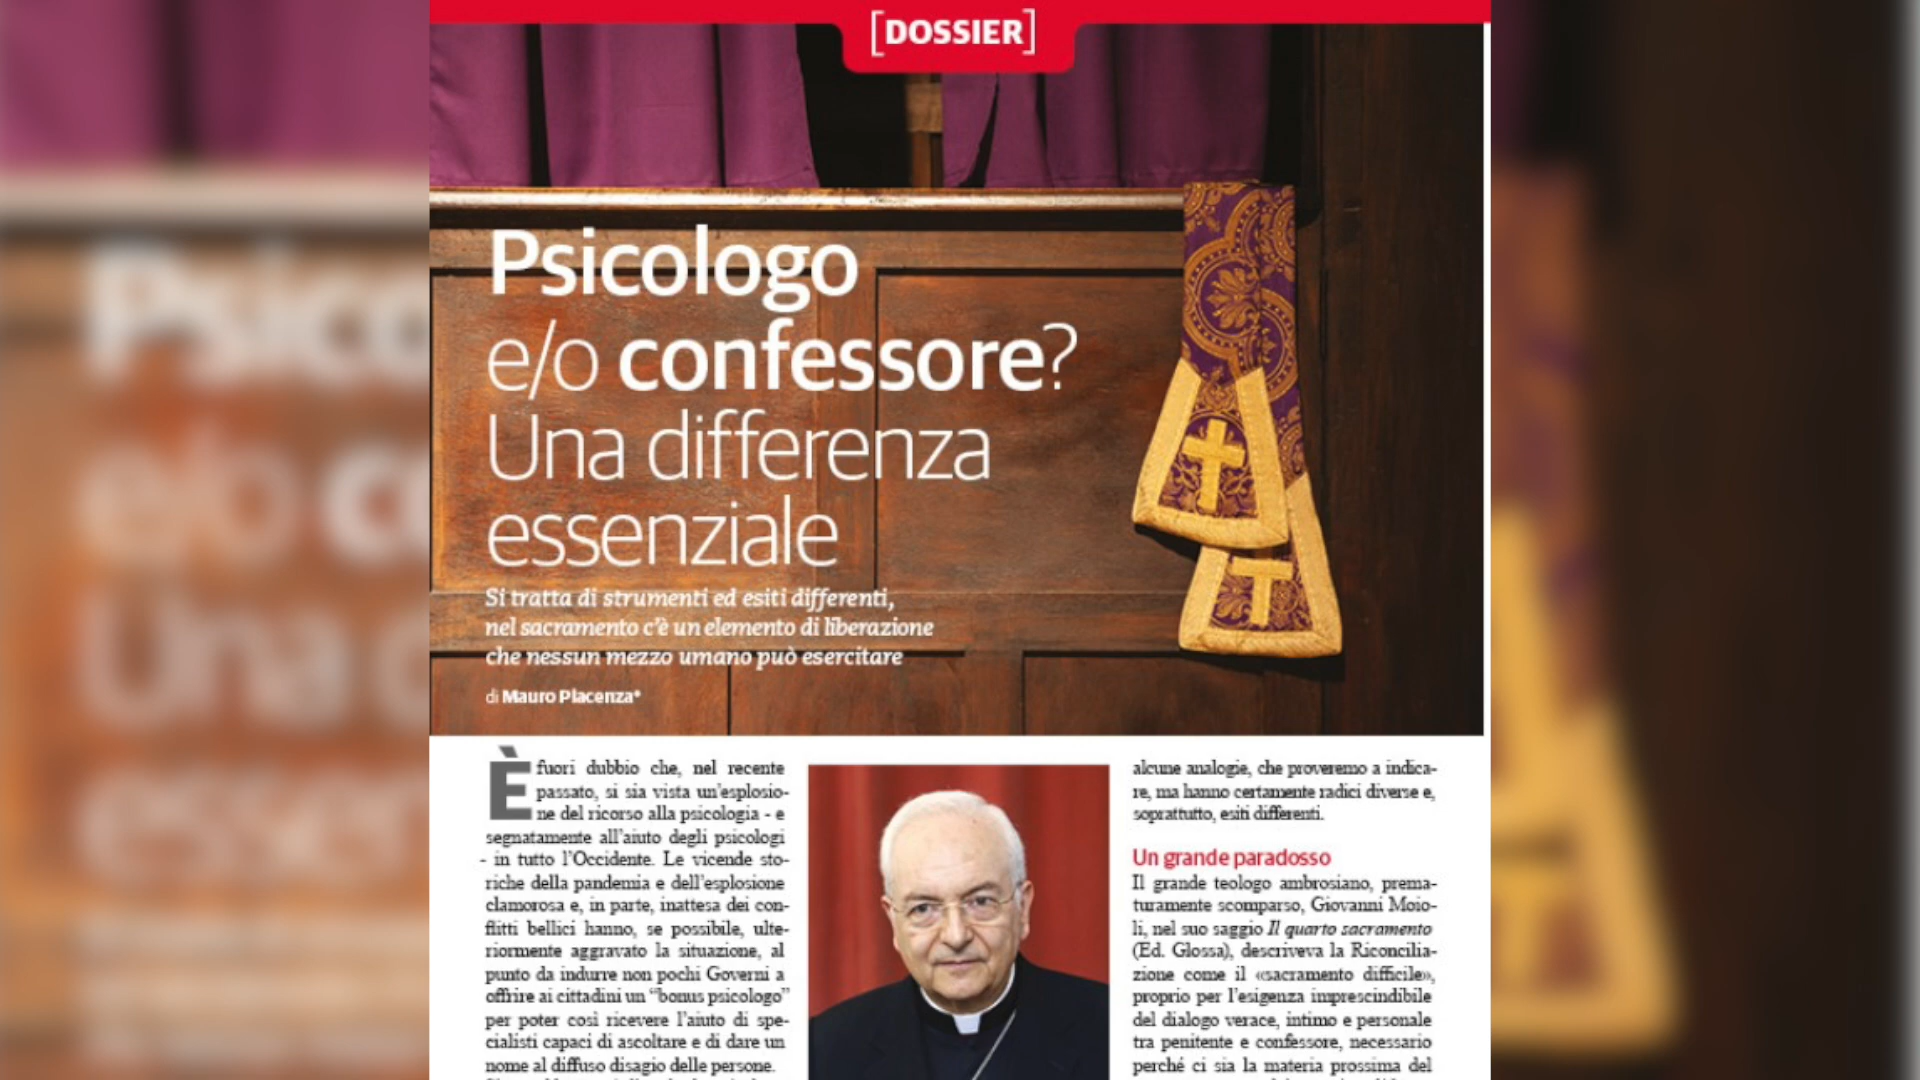 [DOSSIER]
Psicologo
e/o confessore?
Una differenza
essenziale
Si tratta di strumenti ed esiti differenti,
nel sacramento c'è un elemento di liberazione
che nessun mezzo umano può esercitare
di Mauro Piacenza*
È fuori dubbio che, nel recente
passato, si sia vista un'esplosio-
ne del ricorso alla psicologia - e
segnatamente all'aiuto degli psicologi
- in tutto l'Occidente. Le vicende sto-
riche della pandemia e dell'esplosione
clamorosa e, in parte, inattesa dei con-
flitti bellici hanno, se possibile, ulte-
riormente aggravato la situazione, al
punto da indurre non pochi Governi a
offrire ai cittadini un "bonus psicologo"
per poter così ricevere l'aiuto di spe-
cialisti capaci di ascoltare e di dare un
nome al diffuso disagio delle persone.
alcune analogie, che proveremo a indica-
re, ma hanno certamente radici diverse e,
soprattutto, esiti differenti.
Un grande paradosso
Il grande teologo ambrosiano, prema-
turamente scomparso, Giovanni Moio-
li, nel suo saggio Il quarto sacramento
(Ed. Glossa), descriveva la Riconcilia-
zione come il «sacramento difficile»,
proprio per l'esigenza imprescindibile
del dialogo verace, intimo e personale
tra penitente e confessore, necessario
perché ci sia la materia prossima del